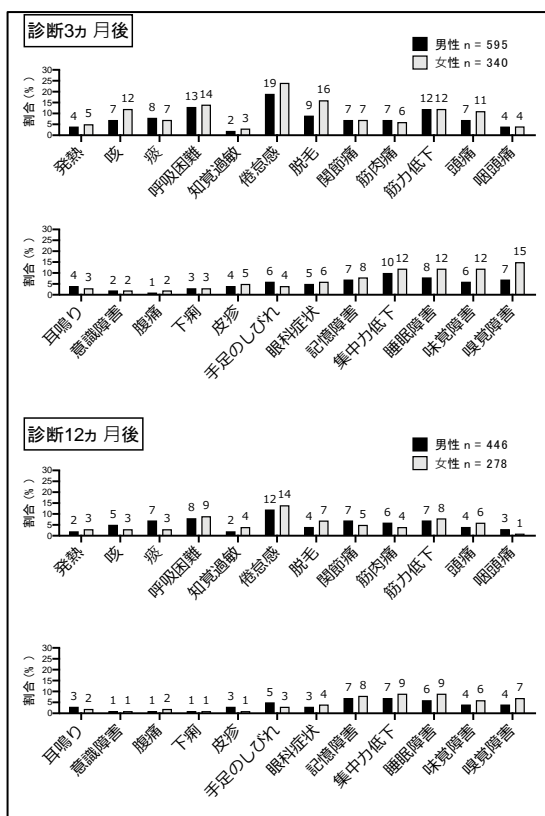 診断3ヵ 月後
男性 n = 595
女性 n = 340
割合(%)
30
25
20
15
10
5
0
4 5 7 12 8 7 13 14 2 3 19 9 16 7 7 7 6 12 12 7 11 4 4
発熱 咳 痰 呼吸困難 知覚過敏 倦怠感 脱毛 関節痛 筋肉痛 筋力低下 頭痛 咽頭痛
割合(%)
30
25
20
15
10
5
0
4 3 2 2 1 2 3 3 4 5 6 4 5 6 7 8 10 12 8 12 6 12 7 15
耳鳴り 意識障害 腹痛 下痢 皮疹 手足のしびれ 眼科症状 記憶障害 集中力低下 睡眠障害 味覚障害 嗅覚障害
診断12ヵ 月後
男性 n = 446
女性 n = 278
割合(%)
30
25
20
15
10
5
0
2 3 5 3 7 3 8 9 2 4 12 14 4 7 7 5 6 4 7 8 4 6 3 1
発熱 咳 痰 呼吸困難 知覚過敏 倦怠感 脱毛 関節痛 筋肉痛 筋力低下 頭痛 咽頭痛
割合(%)
30
25
20
15
10
5
0
3 2 1 1 1 2 1 1 3 1 5 3 3 4 7 8 7 9 6 9 4 6 4 7
耳鳴り 意識障害 腹痛 下痢 皮疹 手足のしびれ 眼科症状 記憶障害 集中力低下 睡眠障害 味覚障害 嗅覚障害